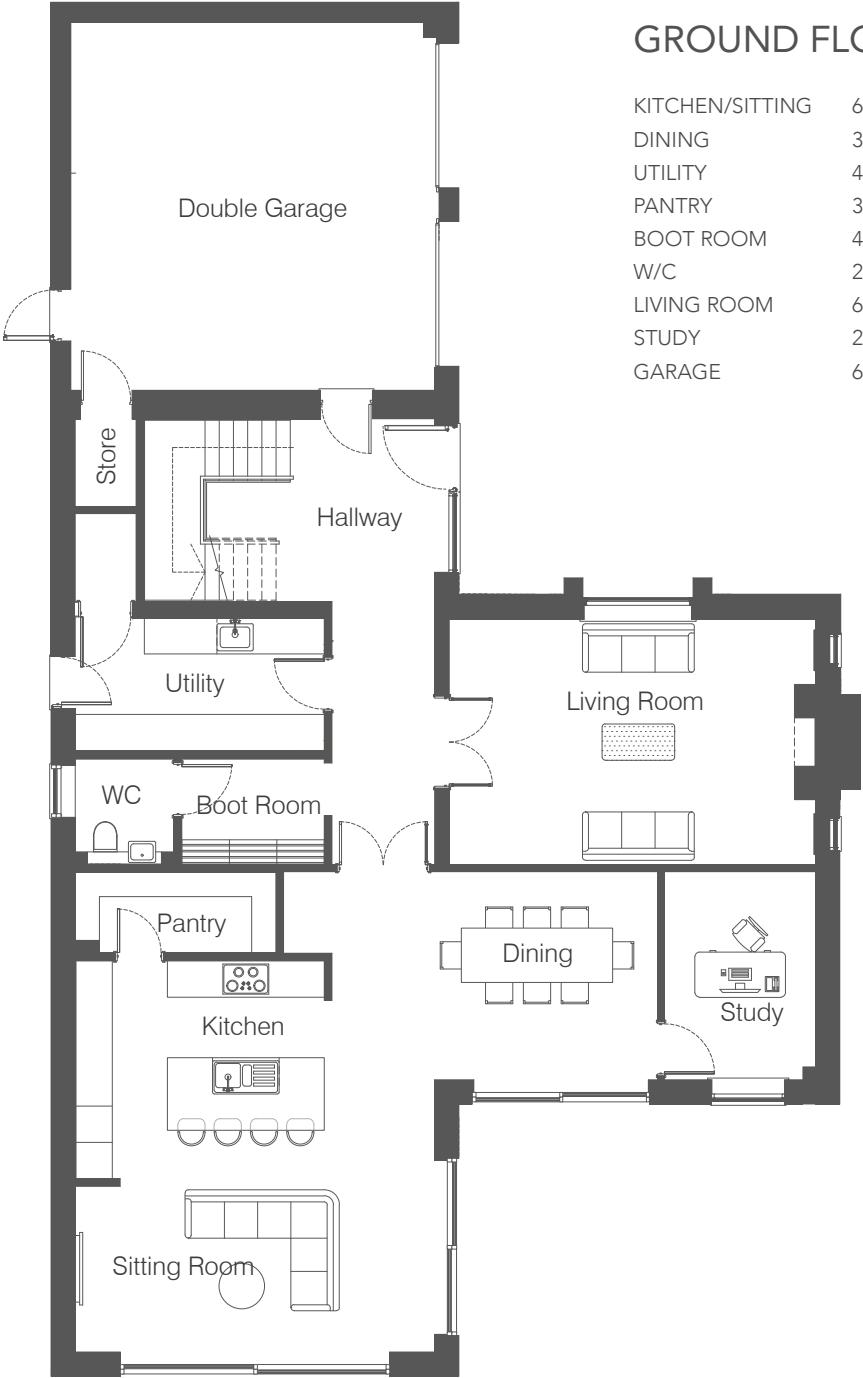 GROUND FLO
KITCHEN/SITTING 6
DINING 3
UTILITY 4
PANTRY 3
BOOT ROOM 4
W/C 2
LIVING ROOM 6
STUDY 2
GARAGE 6
Double Garage
Store
Hallway
Utility
Living Room
WC
Boot Room
Pantry
Dining
Study
Kitchen
Sitting Room